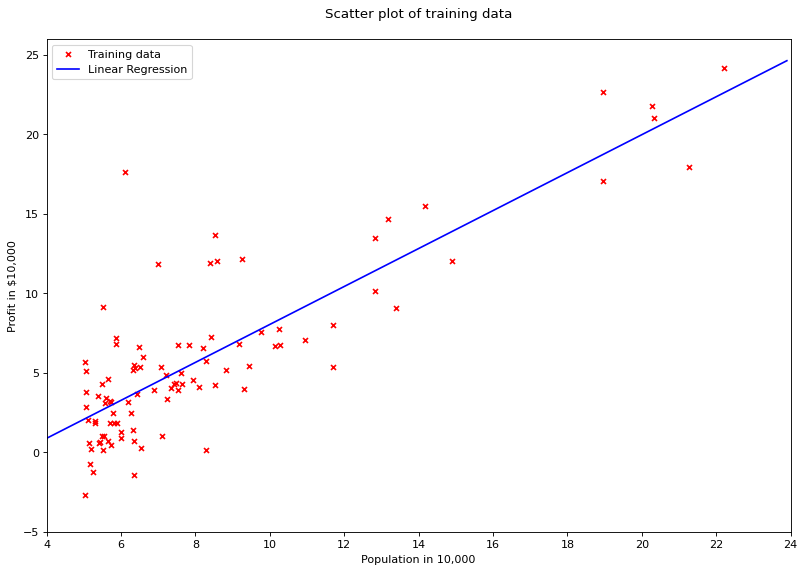 Scatter plot of training data
Training data
Linear Regression
25
20
15
10
5
0
−5
Profit in $10,000
4 6 8 10 12 14 16 18 20 22 24
Population in 10,000